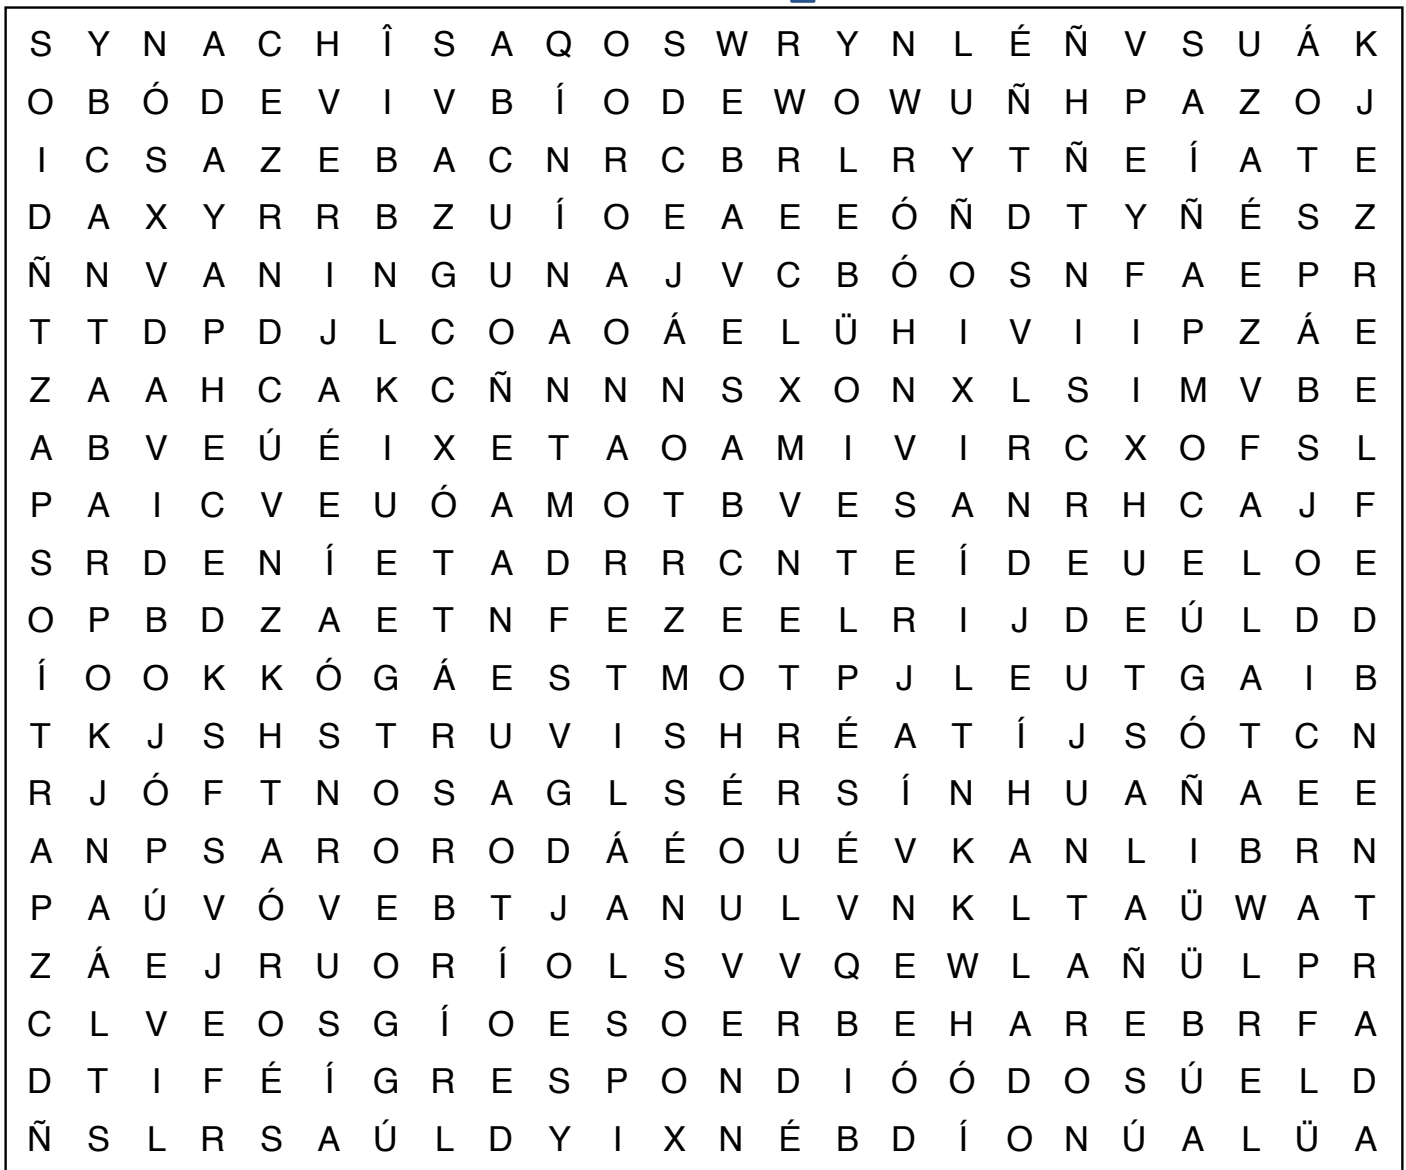 S Y N A C H Î S A Q O S W R Y N L É Ñ V S U Á K
O B Ó D E V I V B Í O D E W O W U Ñ H P A Z O J
I C S A Z E B A C N R C B R L R Y T Ñ E Í A T E
D A X Y R R B Z U Í O E A E E Ó Ñ D T Y Ñ É S Z
Ñ N V A N I N G U N A J V C B Ó O S N F A E P R
T T D P D J L C O A O Á E L Ü H I V I I P Z Á E
Z A A H C A K C Ñ N N N S X O N X L S I M V B E
A B V E Ú É I X E T A O A M I V I R C X O F S L
P A I C V E U Ó A M O T B V E S A N R H C A J F
S R D E N Í E T A D R R C N T E Í D E U E L O E
O P B D Z A E T N F E Z E E L R I J D E Ú L D D
Í O O K K Ó G Á E S T M O T P J L E U T G A I B
T K J S H S T R U V I S H R É A T Í J S Ó T C N
R J Ó F T N O S A G L S É R S Í N H U A Ñ A E E
A N P S A R O R O D Á É O U É V K A N L I B R N
P A Ú V Ó V E B T J A N U L V N K L T A Ü W A T
Z Á E J R U O R Í O L S V V Q E W L A Ñ Ü L P R
C L V E O S G Í O E S O E R B E H A R E B R F A
D T I F É Í G R E S P O N D I Ó Ó D O S Ú E L D
Ñ S L R S A Ú L D Y I X N É B D Í O N Ú A L Ü A